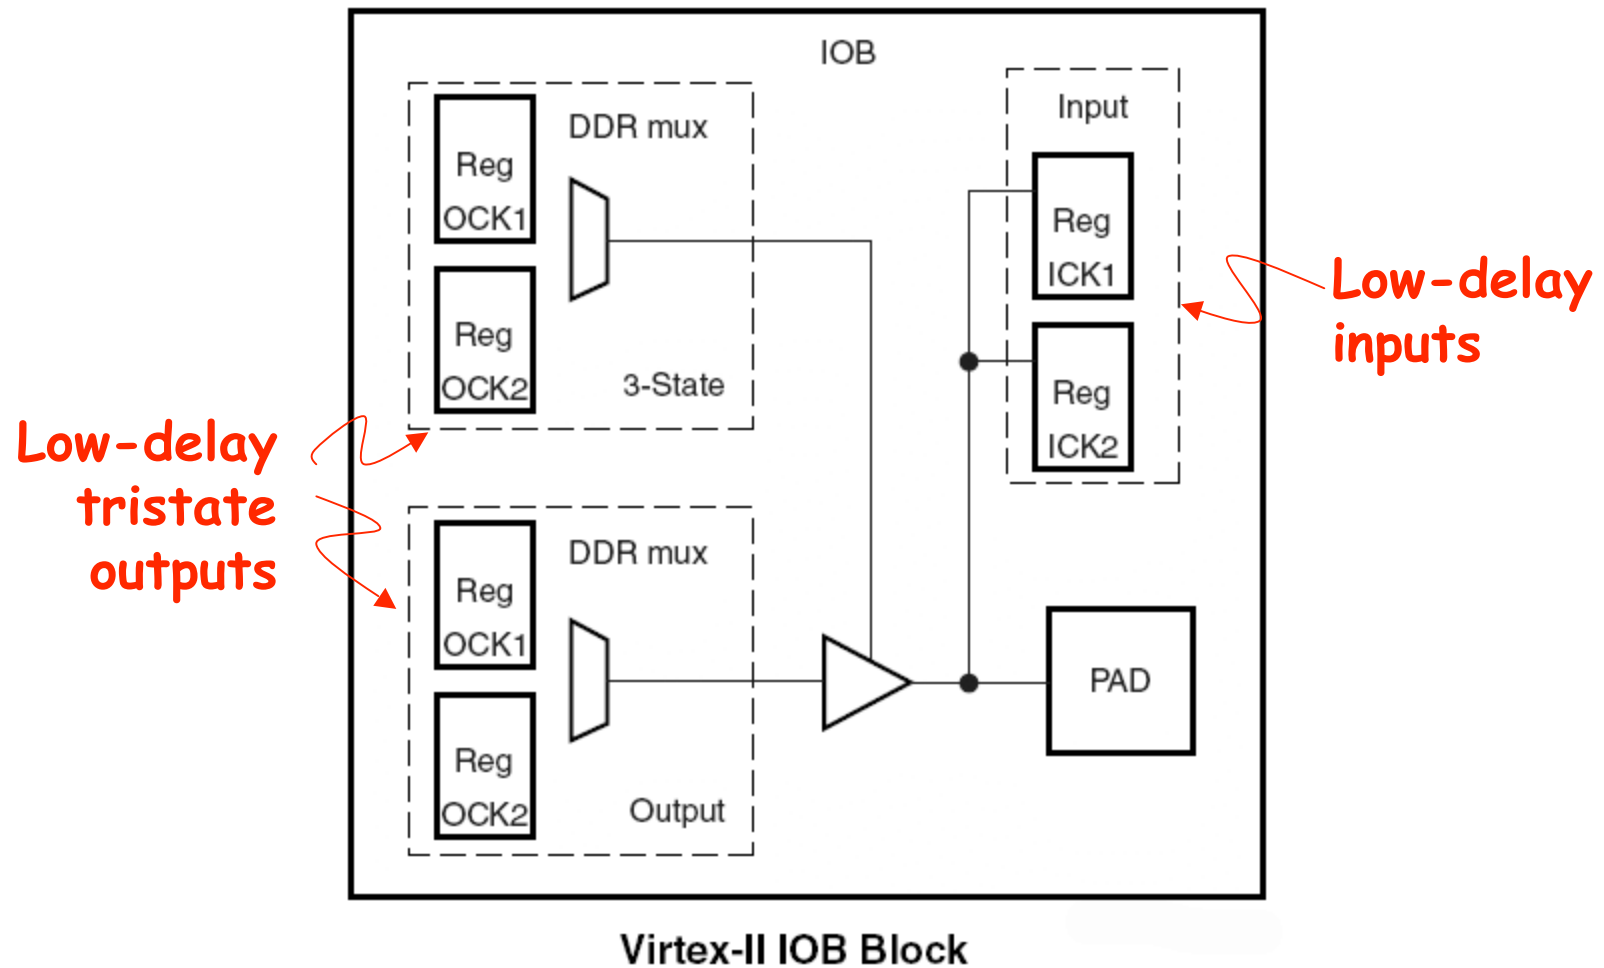 IOB
DDR mux
Reg
OCK1
Reg
OCK2
3-State
Input
Reg
ICK1
Reg
ICK2
Low-delay
inputs
Low-delay
tristate
outputs
DDR mux
Reg
OCK1
Reg
OCK2
Output
PAD
Virtex-II IOB Block